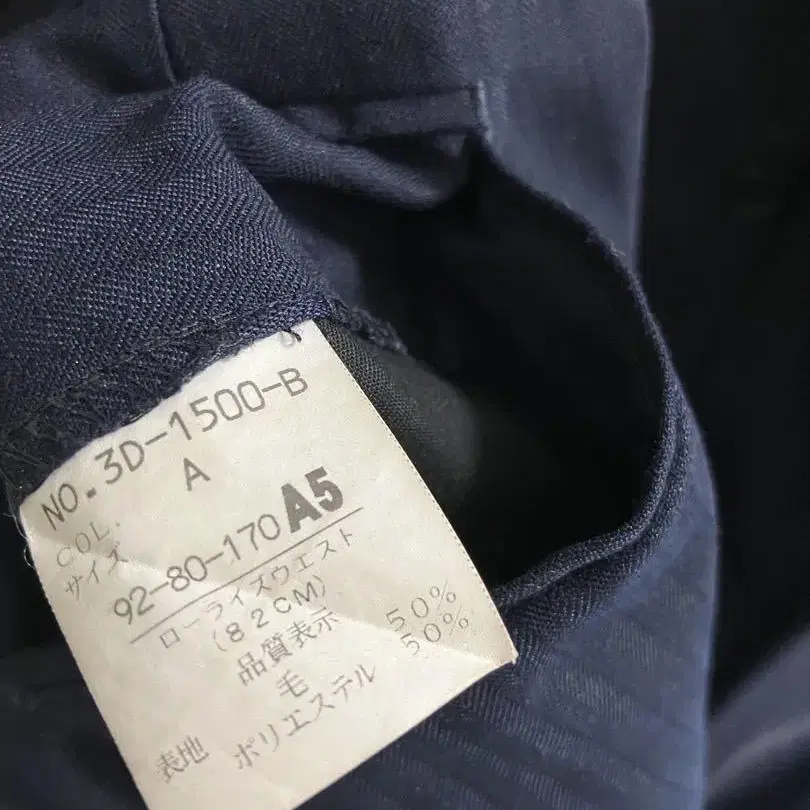 NO.3D-1500-B
COL. A
サイズ 92-80-170 A5
ローライズウエスト
(82CM)
品質表示
毛 50%
表地 ポリエステル 50%